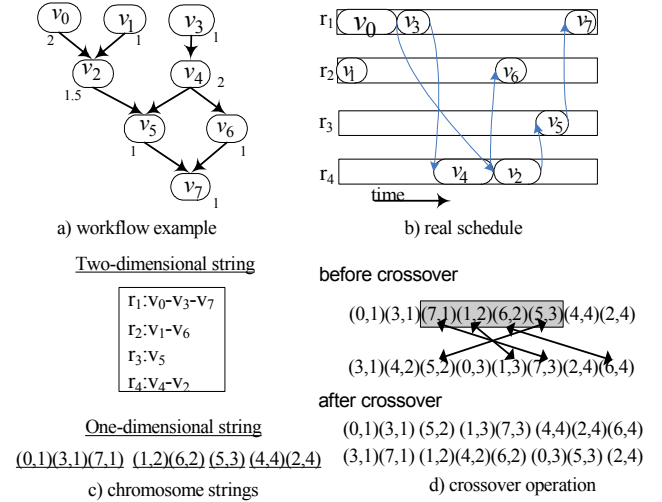 v0 2
v1 1
v3 1
v2 1.5
v4 2
v5 1
v6 1
v7 1
a) workflow example
r1 v0 v3 v7
r2 v1 v6
r3 v5
r4 v4 v2
time
b) real schedule
Two-dimensional string
r1:v0-v3-v7
r2:v1-v6
r3:v5
r4:v4-v2
One-dimensional string
(0,1)(3,1)(7,1) (1,2)(6,2) (5,3) (4,4)(2,4)
c) chromosome strings
before crossover
(0,1)(3,1)(7,1)(1,2)(6,2)(5,3)(4,4)(2,4)
(3,1)(4,2)(5,2)(0,3)(1,3)(7,3)(2,4)(6,4)
after crossover
(0,1)(3,1) (5,2) (1,3)(7,3) (4,4)(2,4)(6,4)
(3,1)(7,1) (1,2)(4,2)(6,2) (0,3)(5,3) (2,4)
d) crossover operation